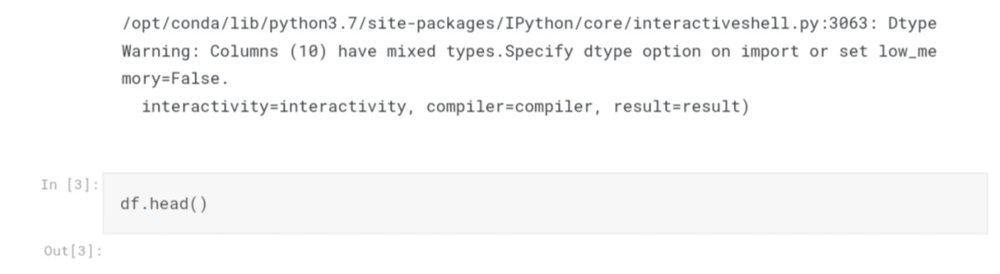 /opt/conda/lib/python3.7/site-packages/IPython/core/interactiveshell.py:3063: Dtype
Warning: Columns (10) have mixed types.Specify dtype option on import or set low_me
mory=False.
  interactivity=interactivity, compiler=compiler, result=result)
In [3]:
df.head()
Out[3]: